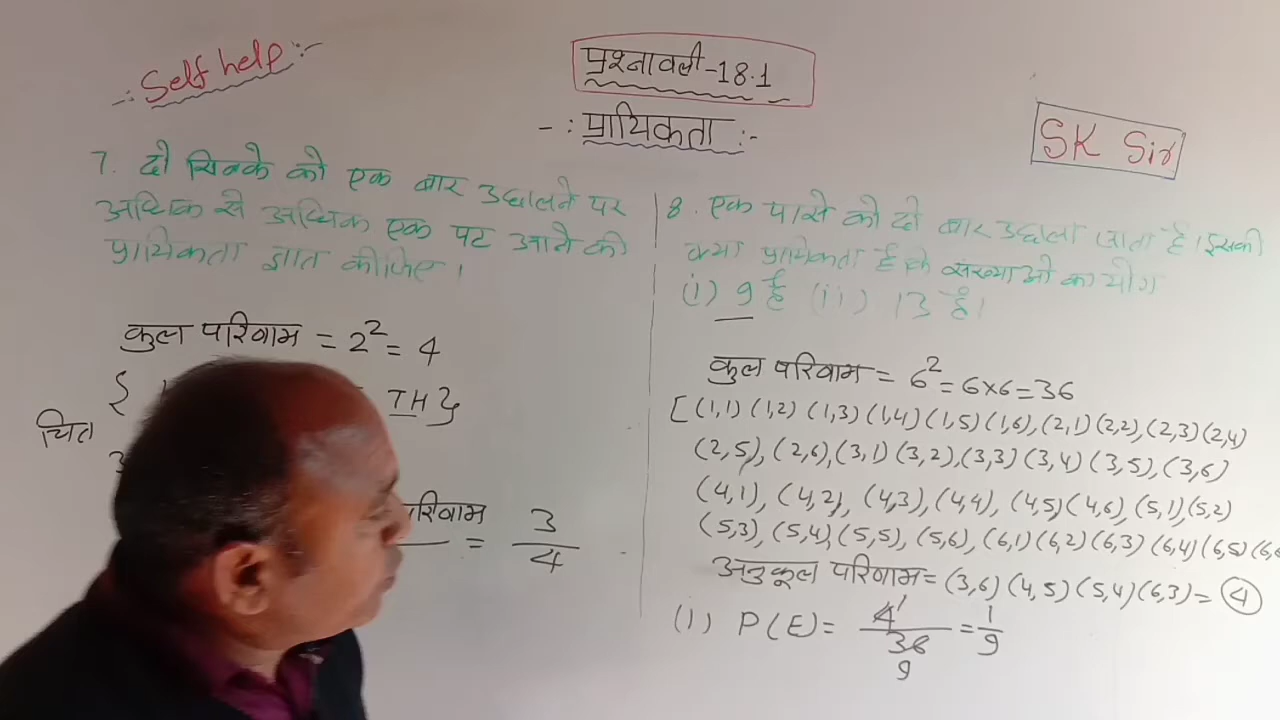 -: Self help :-
प्रश्नावली-18.1
-: प्रायिकता :-
SK Sir
7. दो सिक्के को एक बार उछालने पर
अधिक से अधिक एक पट आने की
प्रायिकता ज्ञात कीजिए।
कुल परिणाम = 2² = 4
{ TH}
चित
परिणाम = 3/4
8. एक पासे को दो बार उछाला जाता है। इसकी
क्या प्रायिकता है कि संख्याओ का योग
(i) 9 है (ii) 13 है।
कुल परिणाम = 6² = 6×6 = 36
[ (1,1) (1,2) (1,3) (1,4) (1,5) (1,6), (2,1) (2,2), (2,3) (2,4)
(2,5), (2,6), (3,1) (3,2), (3,3) (3,4) (3,5), (3,6)
(4,1), (4,2), (4,3), (4,4), (4,5) (4,6), (5,1) (5,2)
(5,3), (5,4), (5,5), (5,6), (6,1) (6,2) (6,3) (6,4) (6,5) (6,6
अनुकूल परिणाम = (3,6) (4,5) (5,4) (6,3) = 4
(1) P(E) = 4/36 = 1/9
1
9